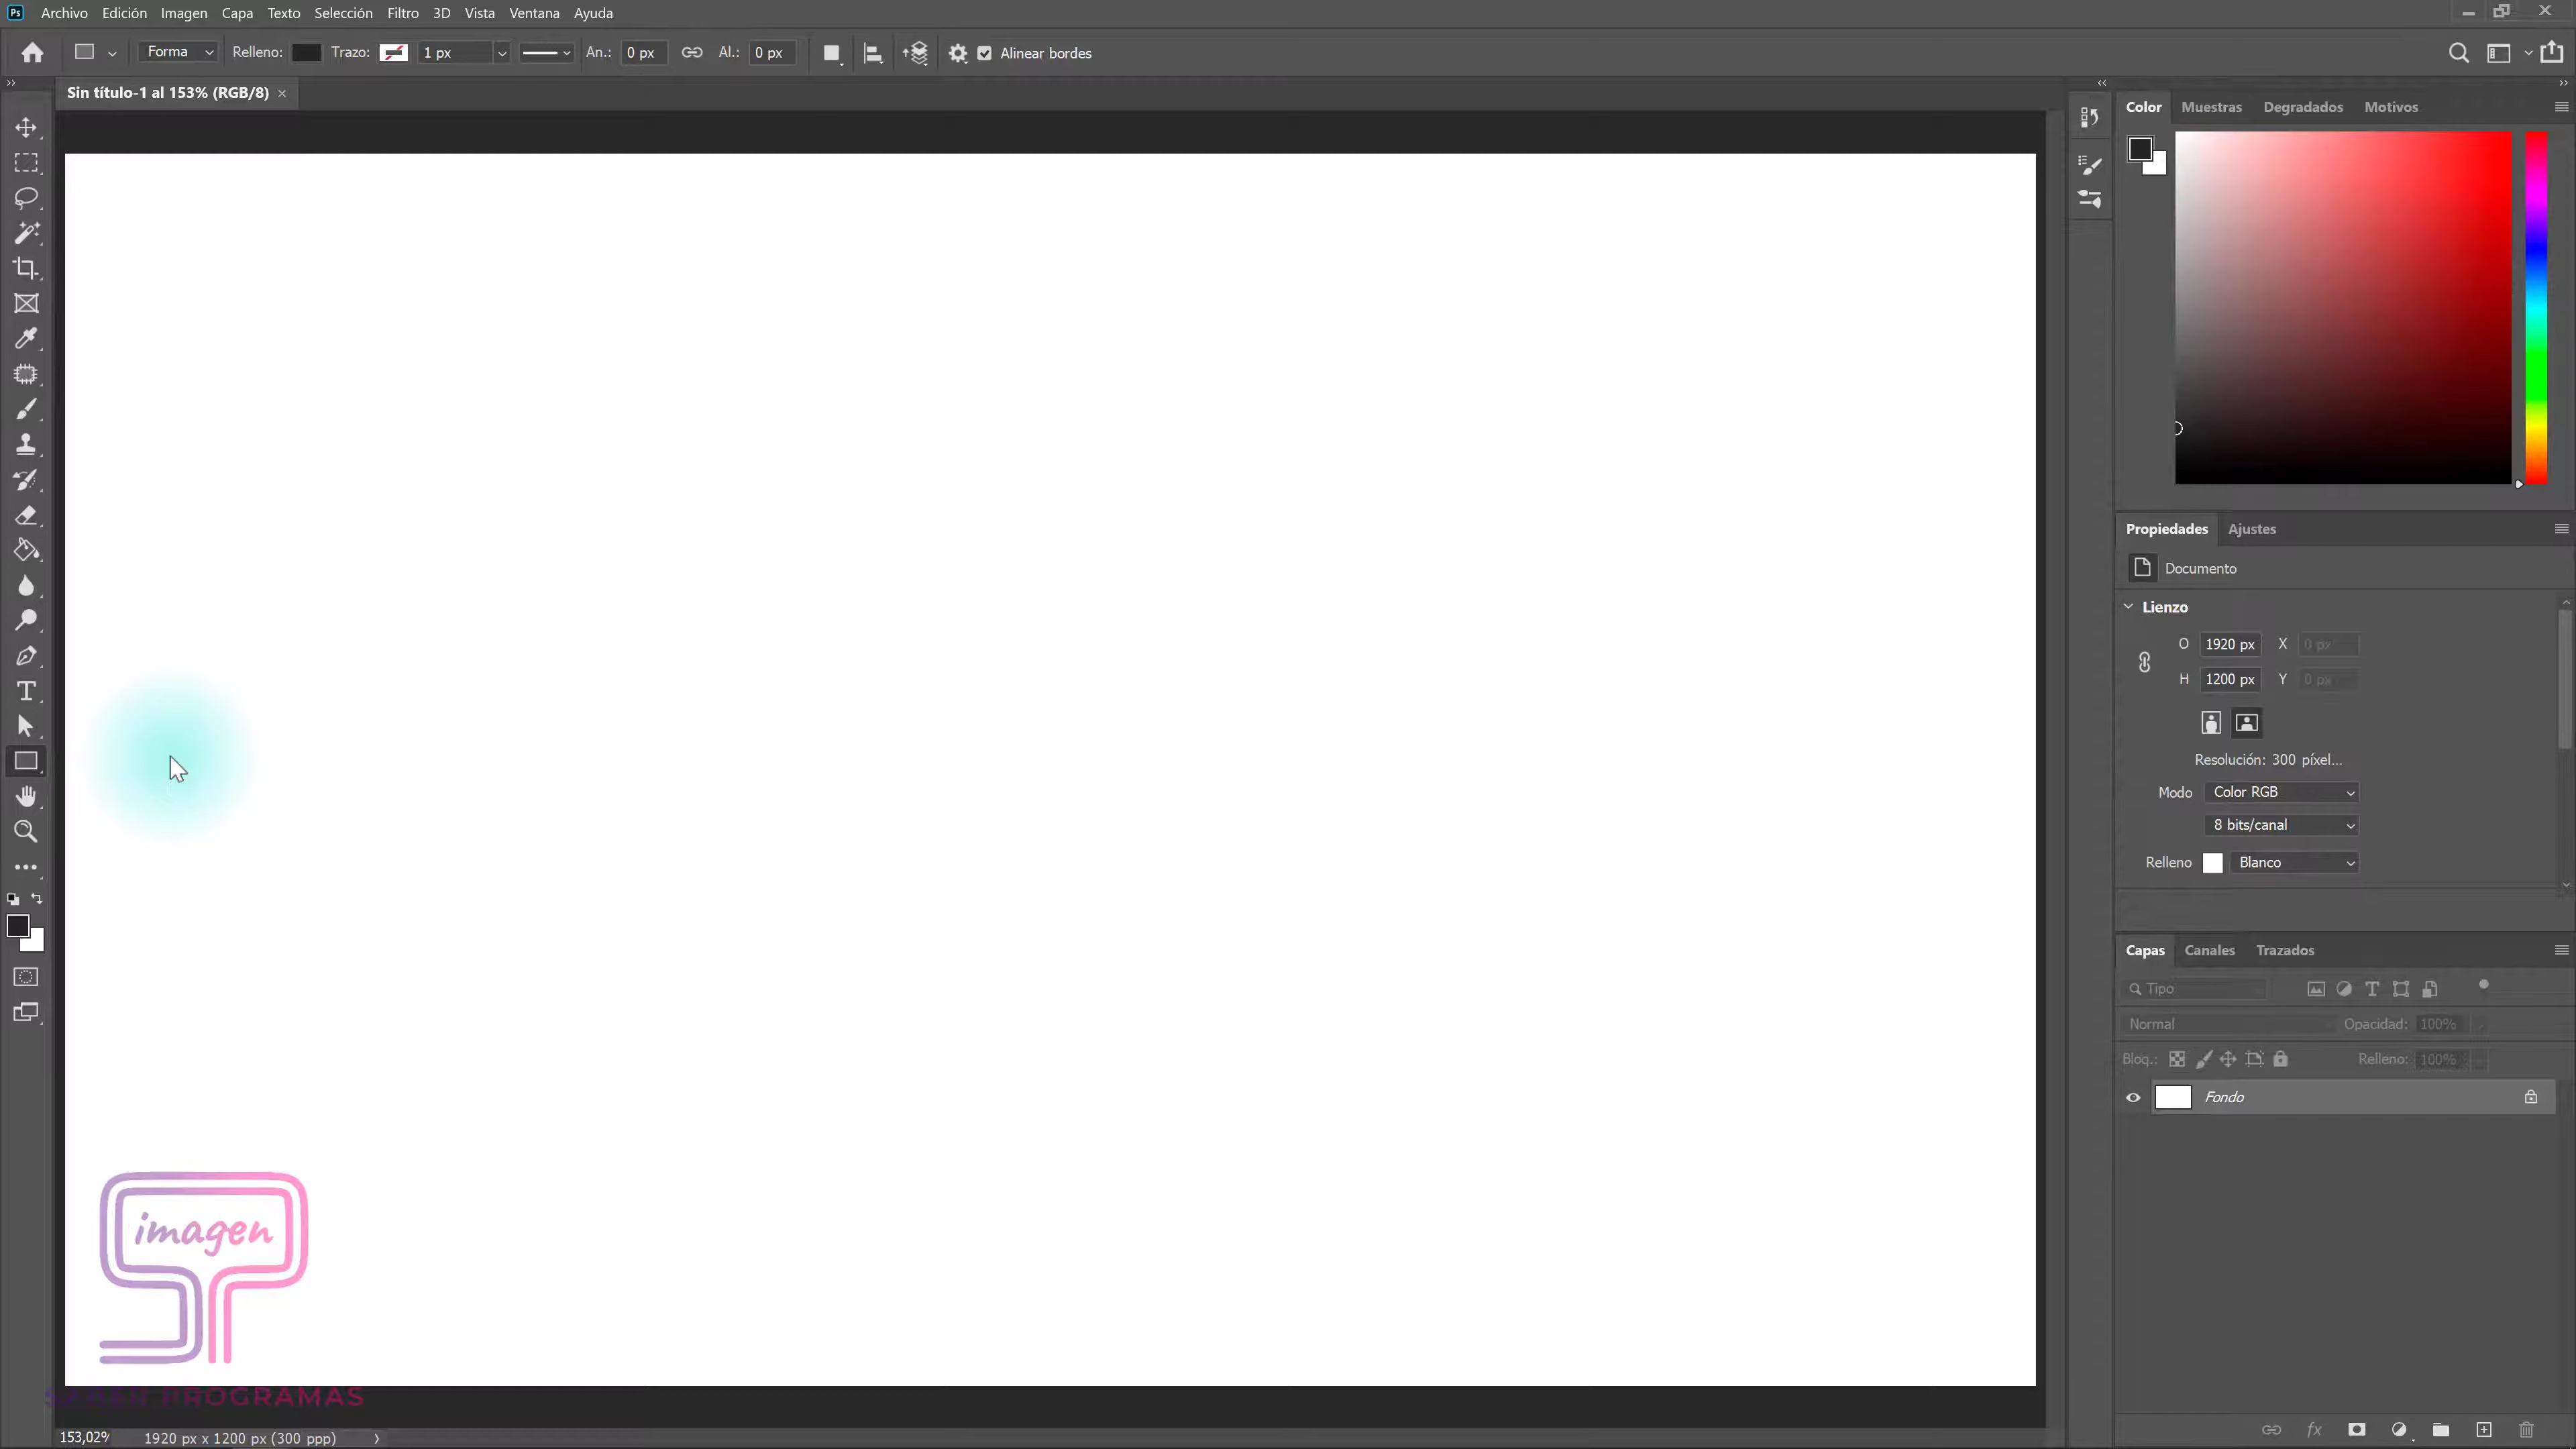 Ps Archivo Edición Imagen Capa Texto Selección Filtro 3D Vista Ventana Ayuda
Forma Relleno: Trazo: 1 px An.: 0 px Al.: 0 px Alinear bordes
Sin título-1 al 153% (RGB/8)
Color Muestras Degradados Motivos
Propiedades Ajustes
Documento
Lienzo
O 1920 px X 0 px
H 1200 px Y 0 px
Resolución: 300 píxel...
Modo Color RGB
8 bits/canal
Relleno Blanco
Capas Canales Trazados
Tipo
Normal Opacidad: 100%
Bloq.: Relleno: 100%
Fondo
fx
imagen
PROGRAMAS
153,02% 1920 px x 1200 px (300 ppp)